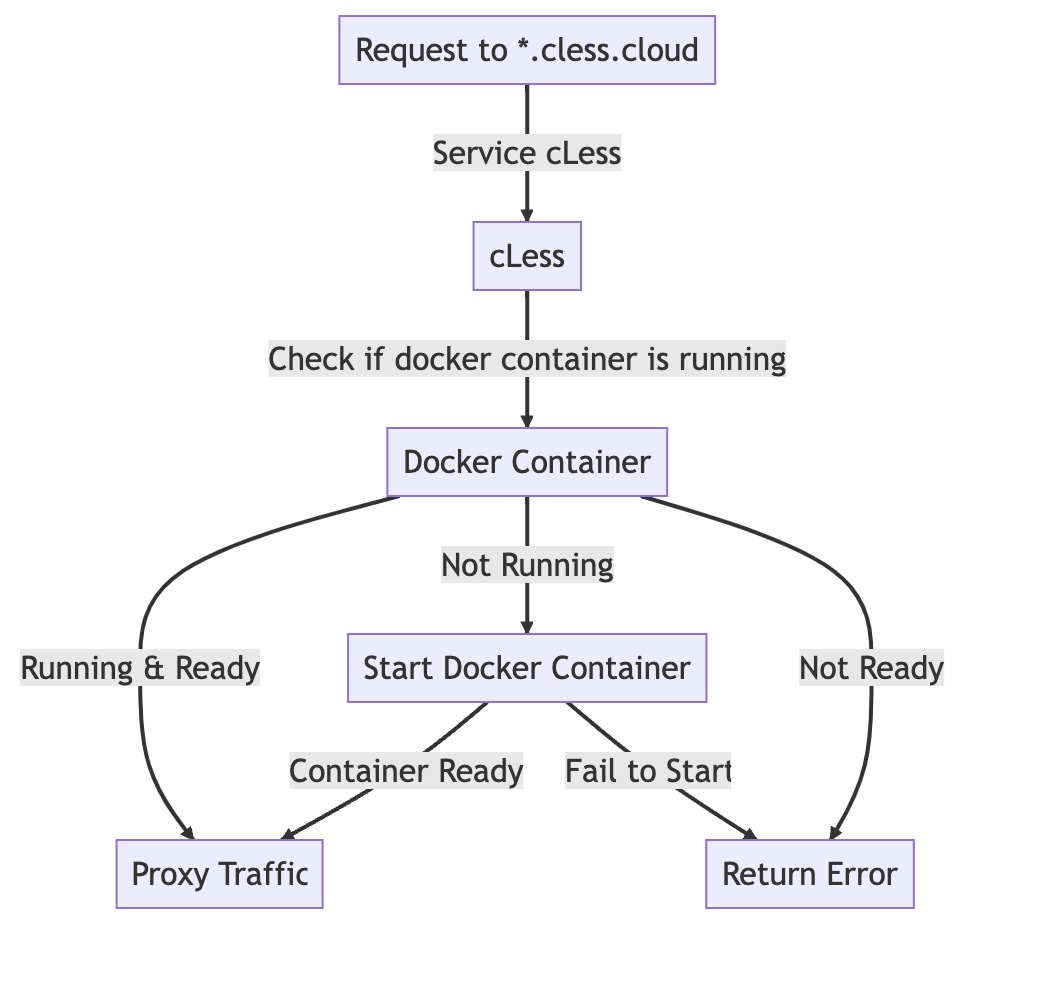 Request to *.cless.cloud
Service cLess
cLess
Check if docker container is running
Docker Container
Not Running
Running & Ready
Start Docker Container
Not Ready
Container Ready
Fail to Start
Proxy Traffic
Return Error